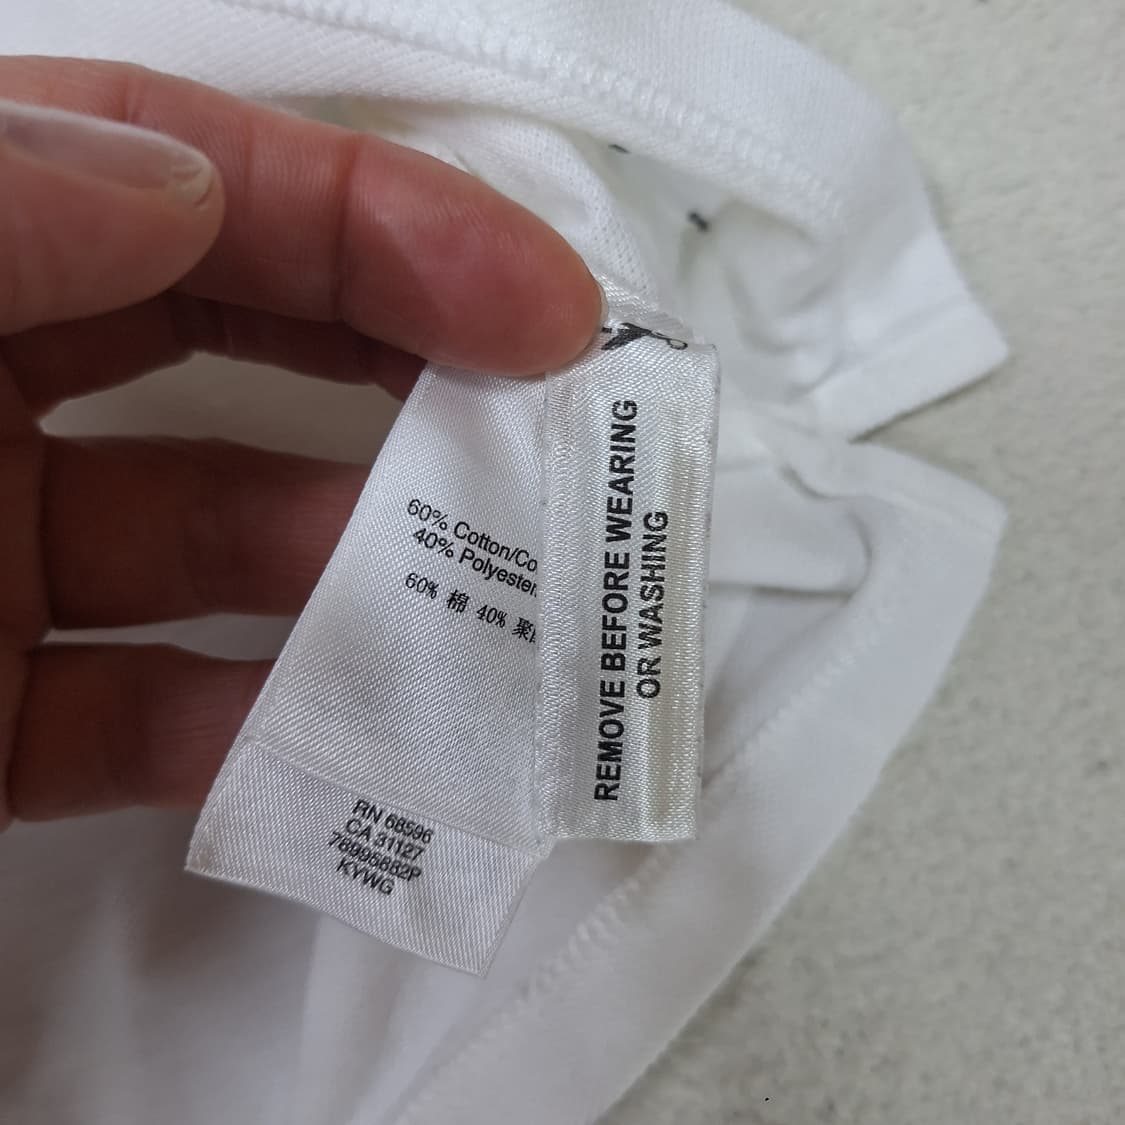 60% Cotton/Co
40% Polyester
60% 棉 40% 聚
RN 68596
CA 31127
KYWG
REMOVE BEFORE WEARING
OR WASHING